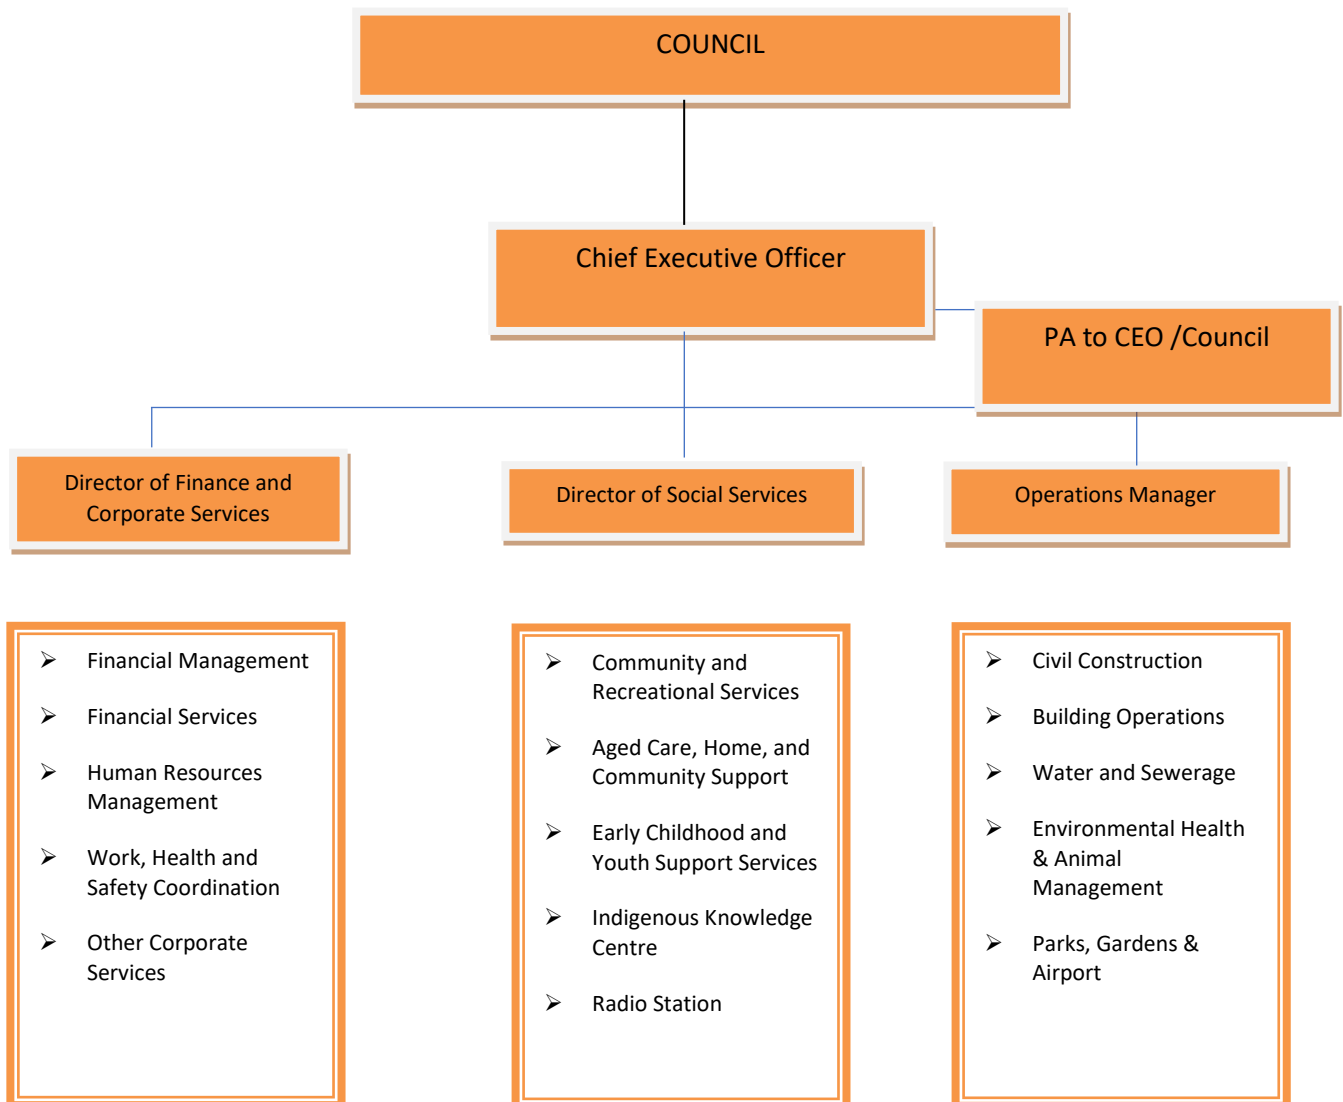 COUNCIL
Chief Executive Officer
PA to CEO /Council
Director of Finance and
Corporate Services
Director of Social Services
Operations Manager
➢ Financial Management
➢ Financial Services
➢ Human Resources
Management
➢ Work, Health and
Safety Coordination
➢ Other Corporate
Services
➢ Community and
Recreational Services
➢ Aged Care, Home, and
Community Support
➢ Early Childhood and
Youth Support Services
➢ Indigenous Knowledge
Centre
➢ Radio Station
➢ Civil Construction
➢ Building Operations
➢ Water and Sewerage
➢ Environmental Health
& Animal
Management
➢ Parks, Gardens &
Airport